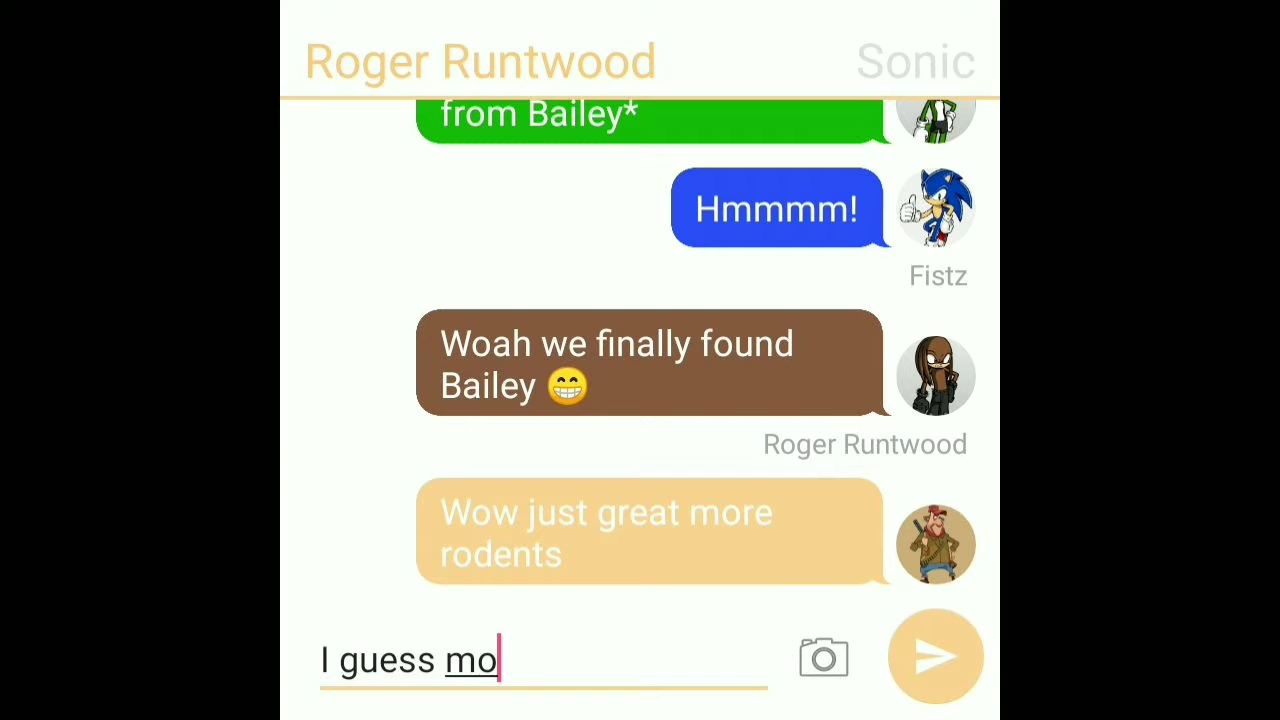 Roger Runtwood Sonic
from Bailey*
Hmmmm!
Fistz
Woah we finally found
Bailey 😁
Roger Runtwood
Wow just great more
rodents
I guess mo